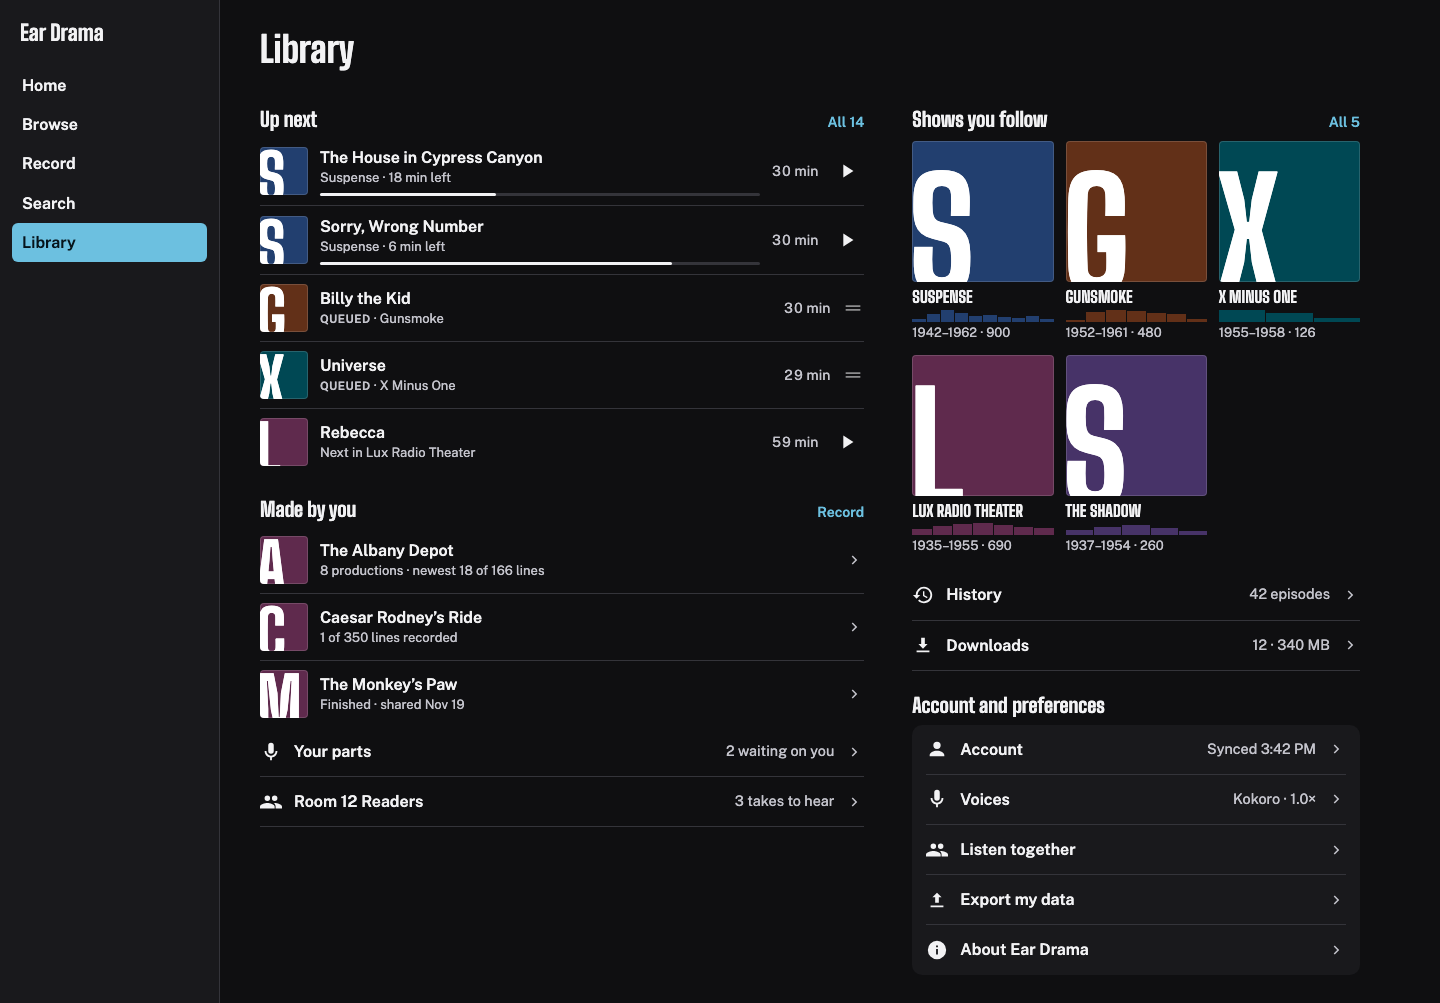 Ear Drama
Home
Browse
Record
Search
Library
Library
Up next
All 14
S
The House in Cypress Canyon
Suspense · 18 min left
30 min
S
Sorry, Wrong Number
Suspense · 6 min left
30 min
G
Billy the Kid
QUEUED · Gunsmoke
30 min
X
Universe
QUEUED · X Minus One
29 min
L
Rebecca
Next in Lux Radio Theater
59 min
Made by you
Record
A
The Albany Depot
8 productions · newest 18 of 166 lines
C
Caesar Rodney’s Ride
1 of 350 lines recorded
M
The Monkey’s Paw
Finished · shared Nov 19
Your parts
2 waiting on you
Room 12 Readers
3 takes to hear
Shows you follow
All 5
S
SUSPENSE
1942–1962 · 900
G
GUNSMOKE
1952–1961 · 480
X
X MINUS ONE
1955–1958 · 126
L
LUX RADIO THEATER
1935–1955 · 690
S
THE SHADOW
1937–1954 · 260
History
42 episodes
Downloads
12 · 340 MB
Account and preferences
Account
Synced 3:42 PM
Voices
Kokoro · 1.0×
Listen together
Export my data
About Ear Drama